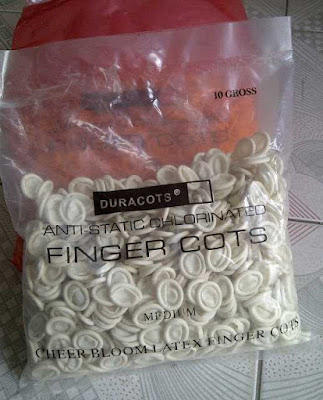 10 GROSS
DURACOTS®
ANTI-STATIC CHLORINATED
FINGER COTS
MEDIUM
CHEER BLOOM LATEX FINGER COTS